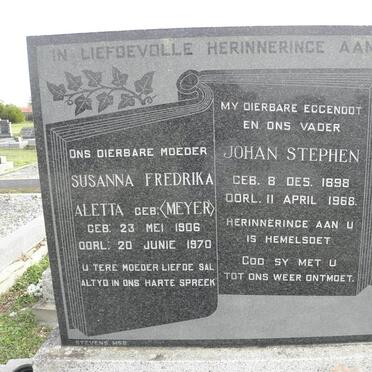 IN LIEFDEVOLLE HERINNERINGE AAN
ONS DIERBARE MOEDER
SUSANNA FREDRIKA
ALETTA GEB: (MEYER)
GEB: 23 MEI 1906
OORL: 20 JUNIE 1970
U TERE MOEDER LIEFDE SAL
ALTYD IN ONS HARTE SPREEK
MY DIERBARE EGGENOOT
EN ONS VADER
JOHAN STEPHEN
GEB. 8 DES. 1898
OORL. 11 APRIL 1966.
HERINNERINGE AAN U
IS HEMELSOET
GOD SY MET U
TOT ONS WEER ONTMOET.
STEVENS. MSB